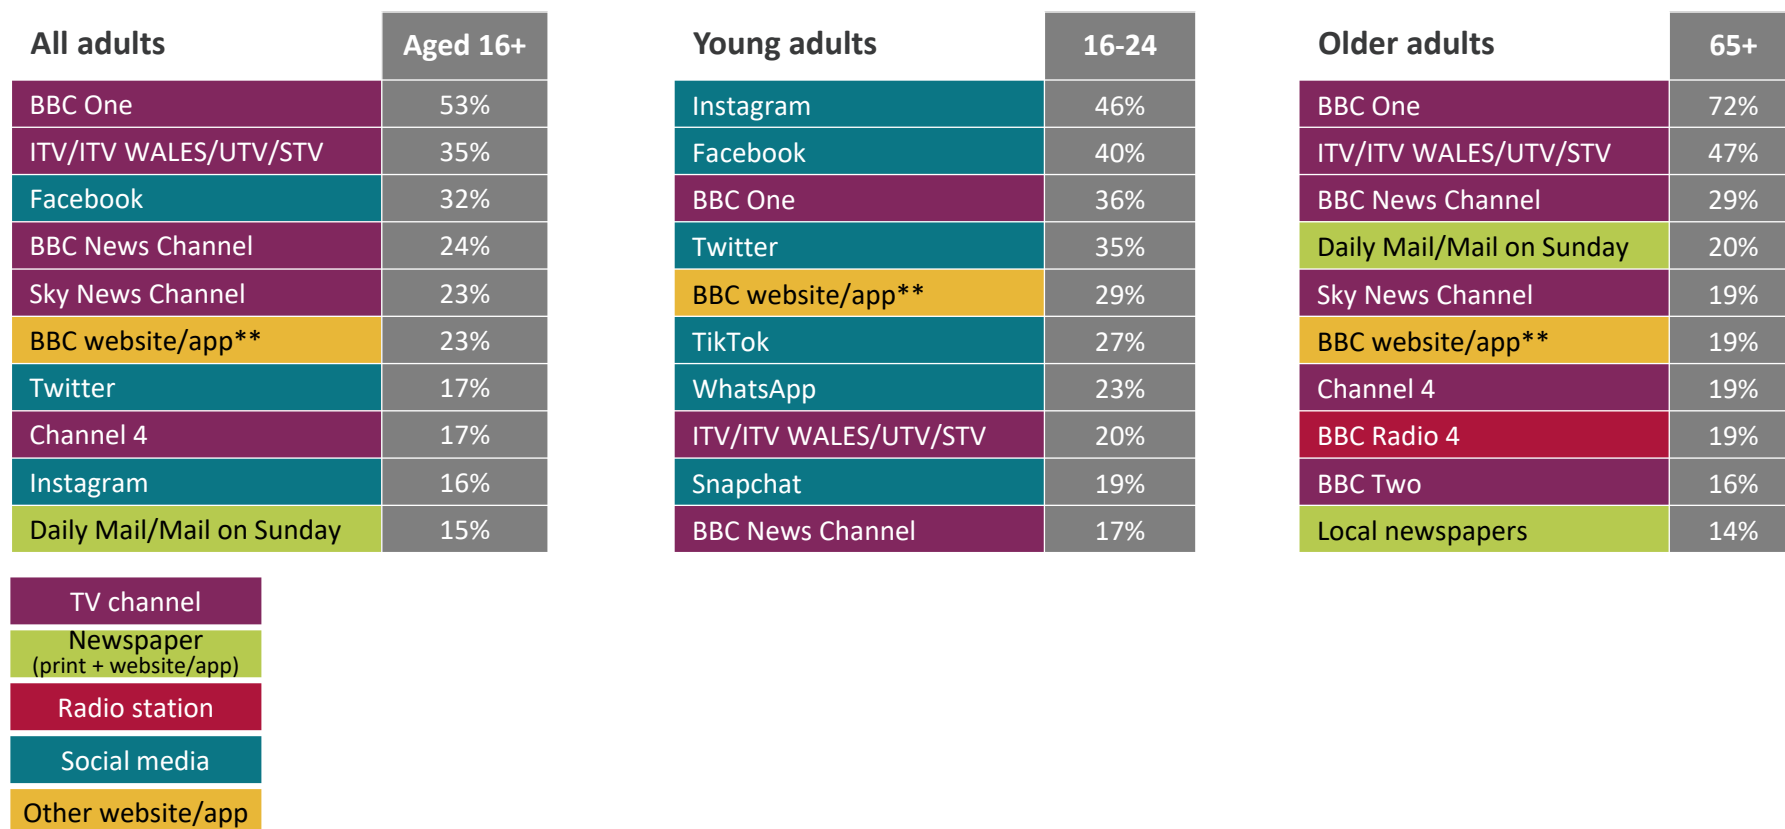 All adults Aged 16+
BBC One 53%
ITV/ITV WALES/UTV/STV 35%
Facebook 32%
BBC News Channel 24%
Sky News Channel 23%
BBC website/app** 23%
Twitter 17%
Channel 4 17%
Instagram 16%
Daily Mail/Mail on Sunday 15%
Young adults 16-24
Instagram 46%
Facebook 40%
BBC One 36%
Twitter 35%
BBC website/app** 29%
TikTok 27%
WhatsApp 23%
ITV/ITV WALES/UTV/STV 20%
Snapchat 19%
BBC News Channel 17%
Older adults 65+
BBC One 72%
ITV/ITV WALES/UTV/STV 47%
BBC News Channel 29%
Daily Mail/Mail on Sunday 20%
Sky News Channel 19%
BBC website/app** 19%
Channel 4 19%
BBC Radio 4 19%
BBC Two 16%
Local newspapers 14%
TV channel
Newspaper
(print + website/app)
Radio station
Social media
Other website/app